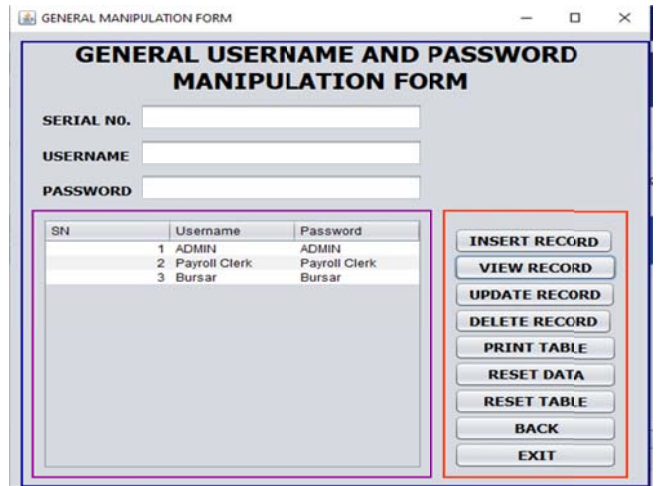 GENERAL MANIPULATION FORM
GENERAL USERNAME AND PASSWORD
MANIPULATION FORM
SERIAL NO.
USERNAME
PASSWORD
SN Username Password
1 ADMIN ADMIN
2 Payroll Clerk Payroll Clerk
3 Bursar Bursar
INSERT RECORD
VIEW RECORD
UPDATE RECORD
DELETE RECORD
PRINT TABLE
RESET DATA
RESET TABLE
BACK
EXIT